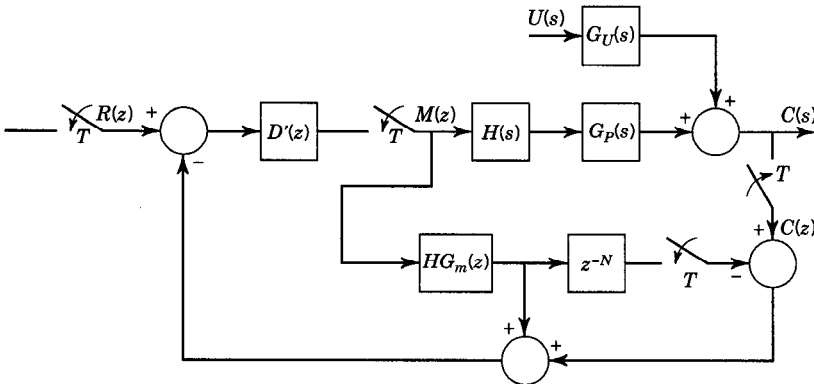 U(s)
G_U(s)
R(z)
+
T
−
D′(z)
T
M(z)
H(s)
G_P(s)
+
+
C(s)
T
HG_m(z)
z^{-N}
T
+
C(z)
−
+
+